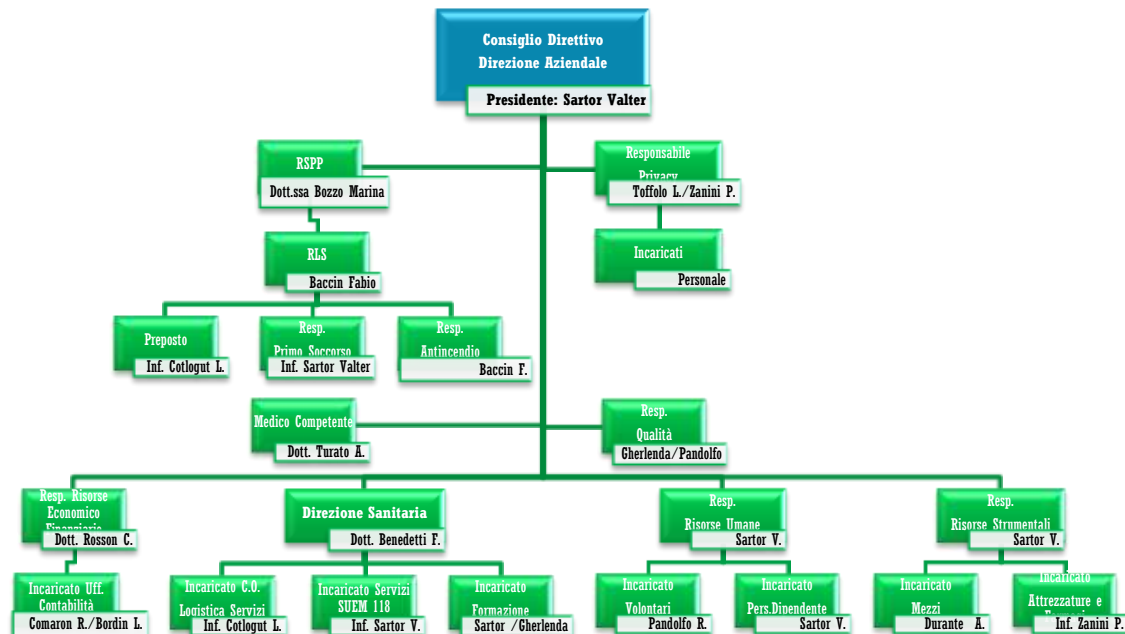 Consiglio Direttivo
Direzione Aziendale
Presidente: Sartor Valter
RSPP
Dott.ssa Bozzo Marina
Responsabile
Privacy
Toffolo L./Zanini P.
RLS
Baccin Fabio
Incaricati
Personale
Preposto
Inf. Cotlogut L.
Resp.
Primo Soccorso
Inf. Sartor Valter
Resp.
Antincendio
Baccin F.
Medico Competente
Dott. Turato A.
Resp.
Qualità
Gherlenda/Pandolfo
Resp. Risorse
Economico
Finanziarie
Dott. Rosson C.
Direzione Sanitaria
Dott. Benedetti F.
Resp.
Risorse Umane
Sartor V.
Resp.
Risorse Strumentali
Sartor V.
Incaricato Uff.
Contabilità
Comaron R./Bordin L.
Incaricato C.O.
Logistica Servizi
Inf. Cotlogut L.
Incaricato Servizi
SUEM 118
Inf. Sartor V.
Incaricato
Formazione
Sartor /Gherlenda
Incaricato
Volontari
Pandolfo R.
Incaricato
Pers.Dipendente
Sartor V.
Incaricato
Mezzi
Durante A.
Incaricato
Attrezzature e
Inf. Zanini P.